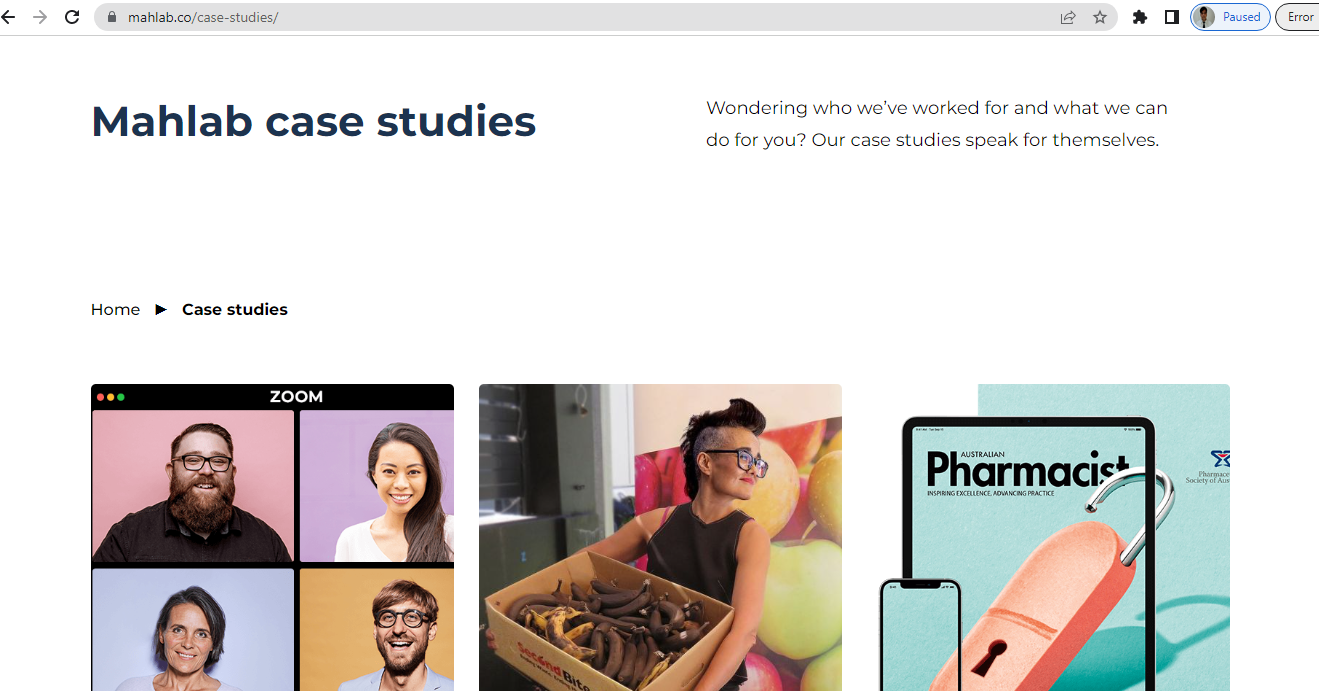 mahlab.co/case-studies/
Paused
Error
Mahlab case studies
Wondering who we’ve worked for and what we can
do for you? Our case studies speak for themselves.
Home ► Case studies
ZOOM
AUSTRALIAN
Pharmacist
INSPIRING EXCELLENCE, ADVANCING PRACTICE
Pharmace
Society of Aus
SecondBite